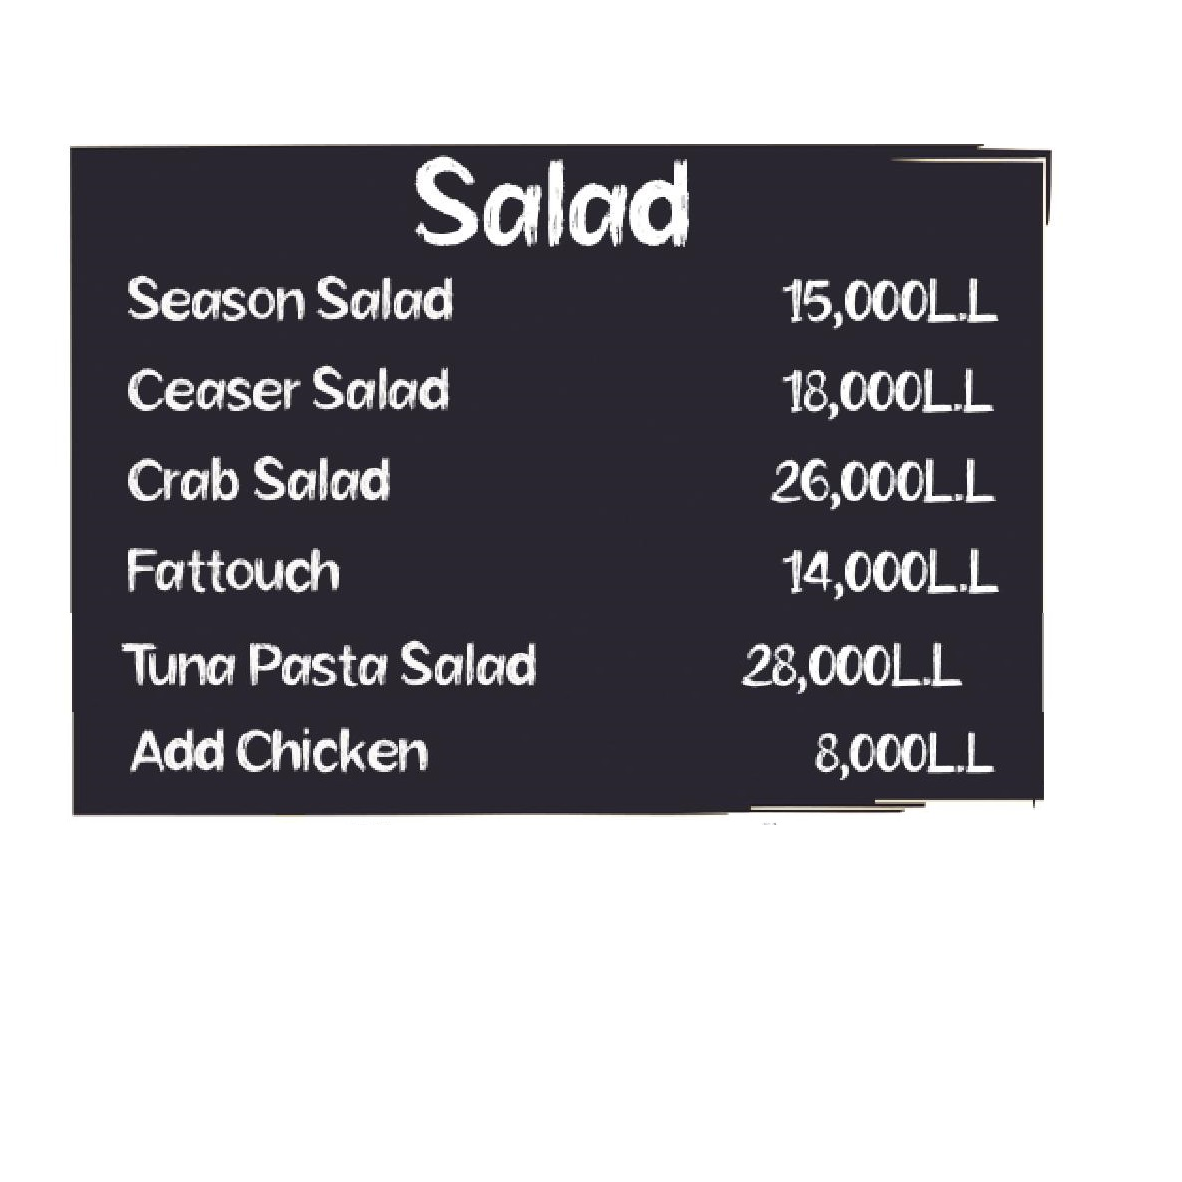 Salad
Season Salad 15,000L.L
Ceaser Salad 18,000L.L
Crab Salad 26,000L.L
Fattouch 14,000L.L
Tuna Pasta Salad 28,000L.L
Add Chicken 8,000L.L